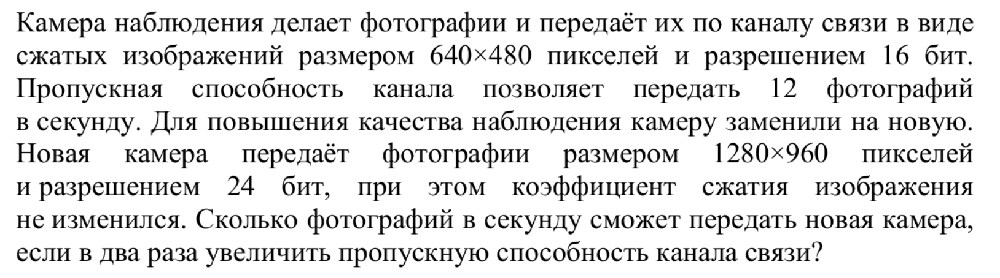 Камера наблюдения делает фотографии и передаёт их по каналу связи в виде
сжатых изображений размером 640×480 пикселей и разрешением 16 бит.
Пропускная способность канала позволяет передать 12 фотографий
в секунду. Для повышения качества наблюдения камеру заменили на новую.
Новая камера передаёт фотографии размером 1280×960 пикселей
и разрешением 24 бит, при этом коэффициент сжатия изображения
не изменился. Сколько фотографий в секунду сможет передать новая камера,
если в два раза увеличить пропускную способность канала связи?